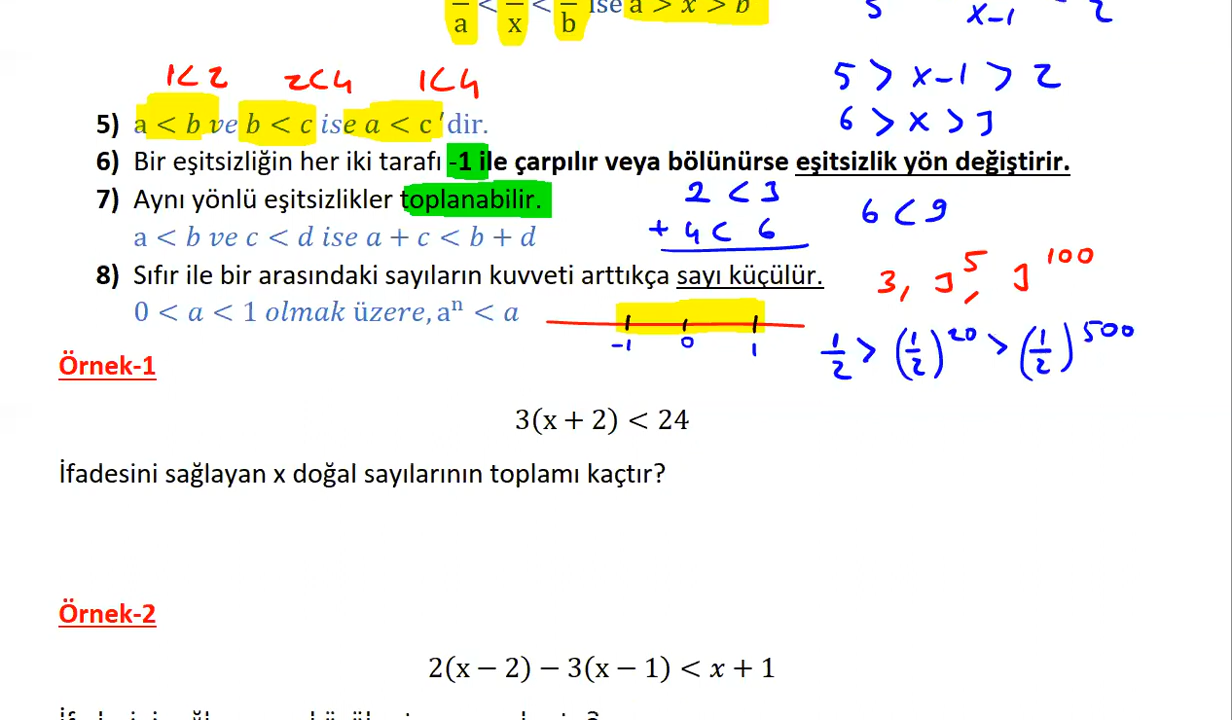 a < x < b ise a > x > b
5 x-1 2
1<2 2<4 1<4
5 > x-1 > 2
6 > x > 3
5) a < b ve b < c ise a < c 'dir.
6) Bir eşitsizliğin her iki tarafı -1 ile çarpılır veya bölünürse eşitsizlik yön değiştirir.
7) Aynı yönlü eşitsizlikler toplanabilir.
2 < 3
+ 4 < 6
6 < 9
a < b ve c < d ise a + c < b + d
8) Sıfır ile bir arasındaki sayıların kuvveti arttıkça sayı küçülür.
3, 3⁵, 3¹⁰⁰
0 < a < 1 olmak üzere, aⁿ < a
-1 0 1
1/2 > (1/2)²⁰ > (1/2)⁵⁰⁰
Örnek-1
3(x + 2) < 24
İfadesini sağlayan x doğal sayılarının toplamı kaçtır?
Örnek-2
2(x − 2) − 3(x − 1) < x + 1